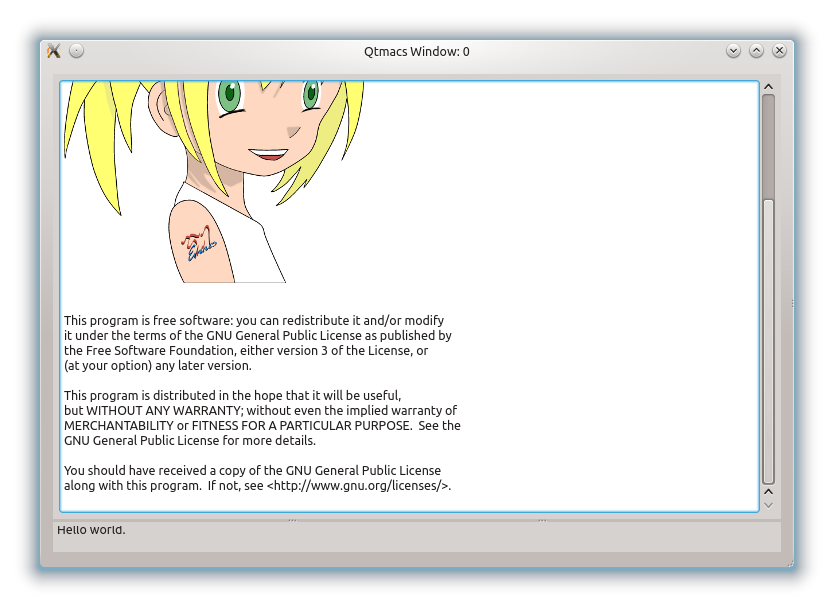 Qtmacs Window: 0
This program is free software: you can redistribute it and/or modify
it under the terms of the GNU General Public License as published by
the Free Software Foundation, either version 3 of the License, or
(at your option) any later version.
This program is distributed in the hope that it will be useful,
but WITHOUT ANY WARRANTY; without even the implied warranty of
MERCHANTABILITY or FITNESS FOR A PARTICULAR PURPOSE.  See the
GNU General Public License for more details.
You should have received a copy of the GNU General Public License
along with this program.  If not, see <http://www.gnu.org/licenses/>.
Hello world.